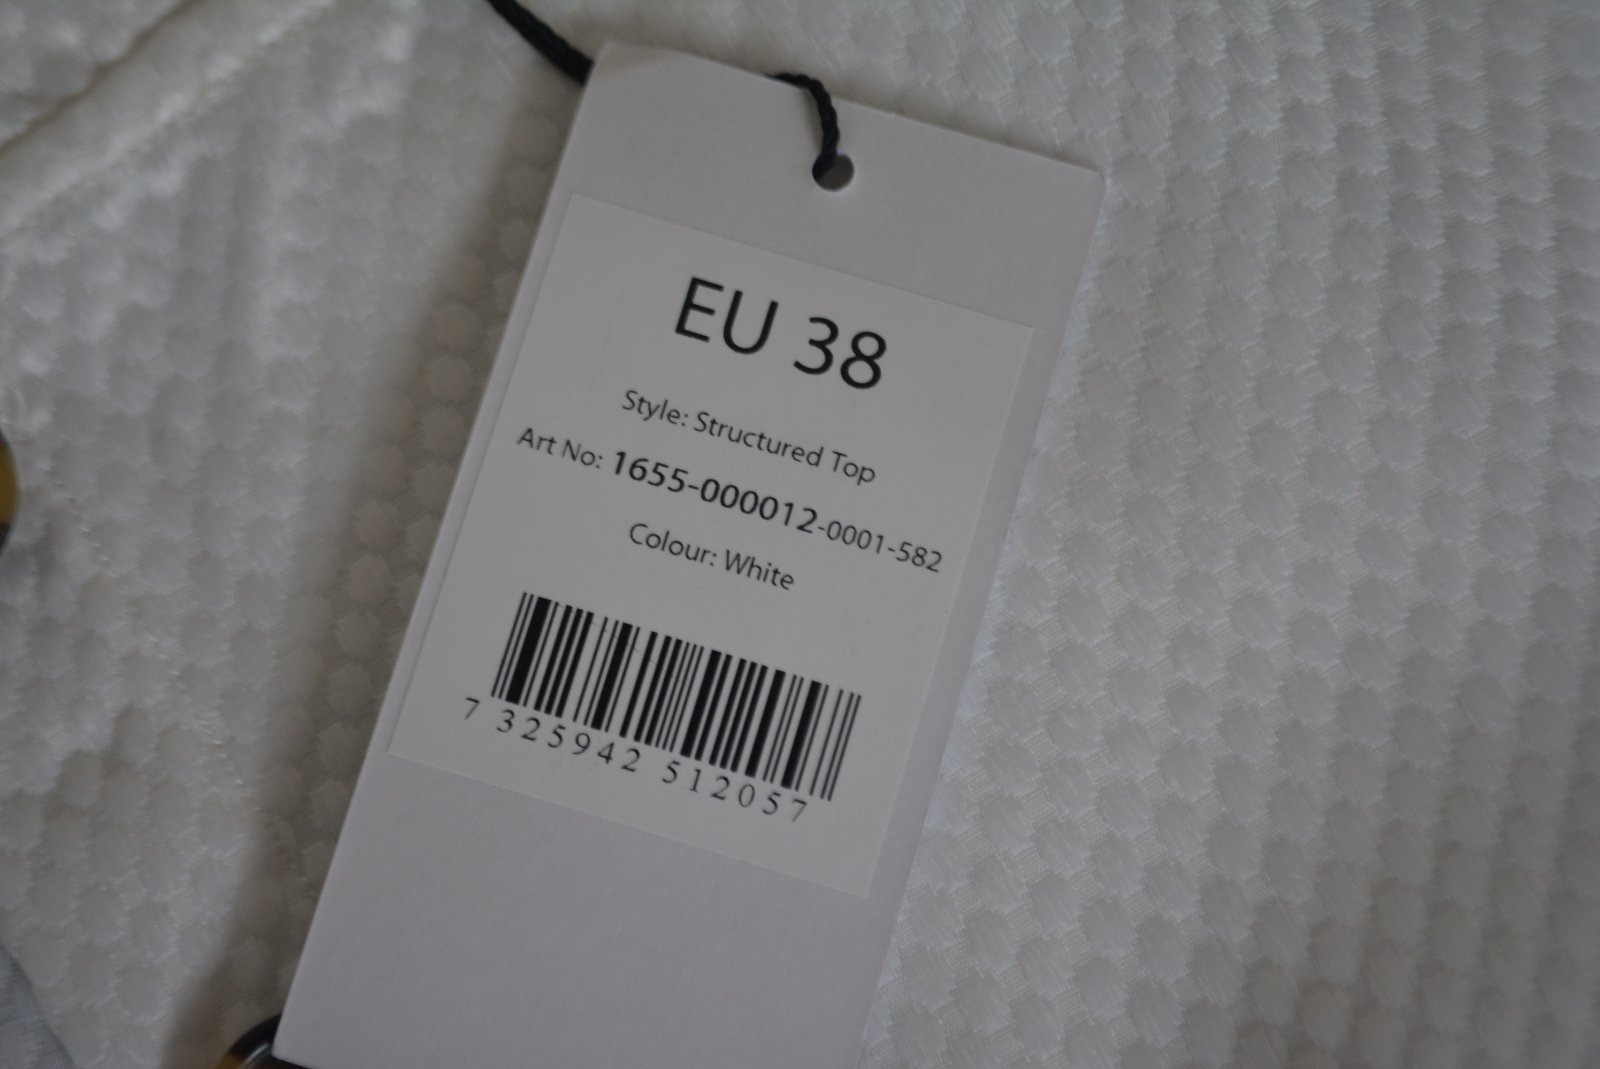 EU 38
Style: Structured Top
Art No: 1655-000012-0001-582
Colour: White
7 325942 512057